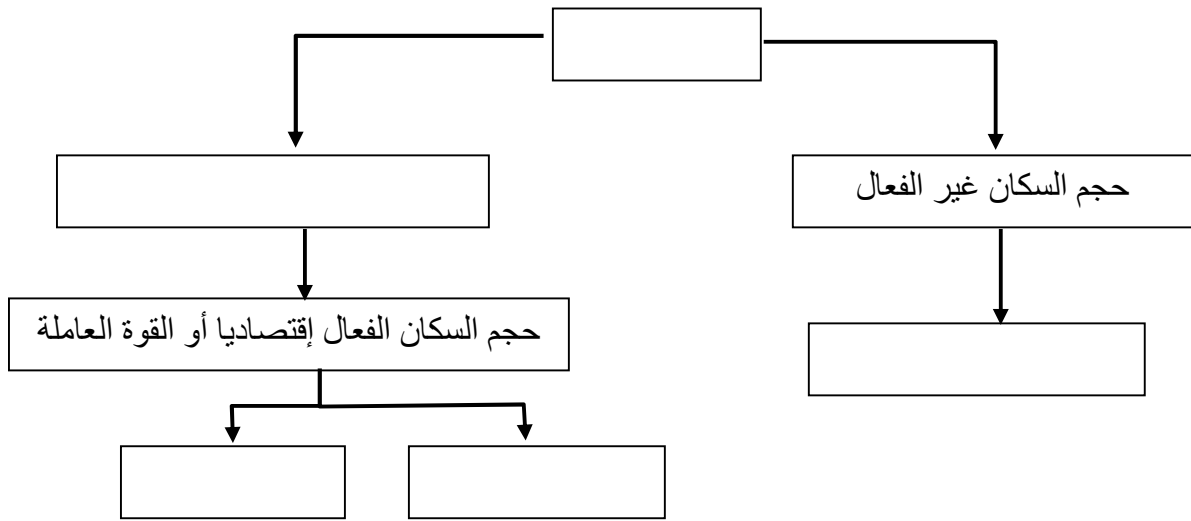 حجم السكان غير الفعال
حجم السكان الفعال إقتصاديا أو القوة العاملة